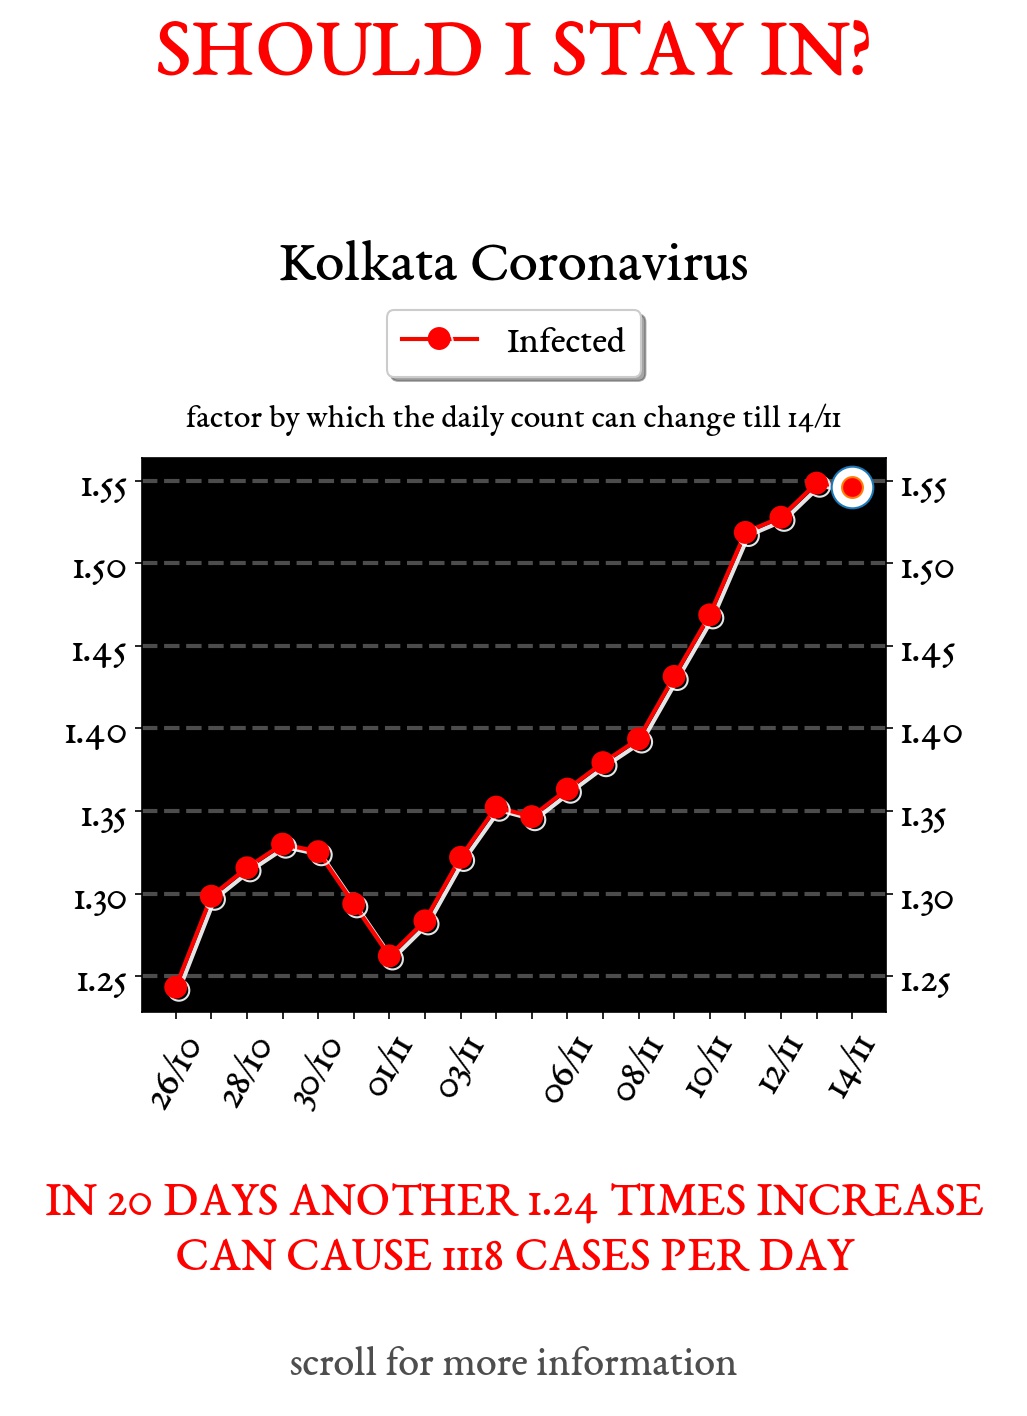 SHOULD I STAY IN?
Kolkata Coronavirus
Infected
factor by which the daily count can change till 14/11
1.55 1.55
1.50 1.50
1.45 1.45
1.40 1.40
1.35 1.35
1.30 1.30
1.25 1.25
26/10 28/10 30/10 01/11 03/11 06/11 08/11 10/11 12/11 14/11
IN 20 DAYS ANOTHER 1.24 TIMES INCREASE
CAN CAUSE 1118 CASES PER DAY
scroll for more information